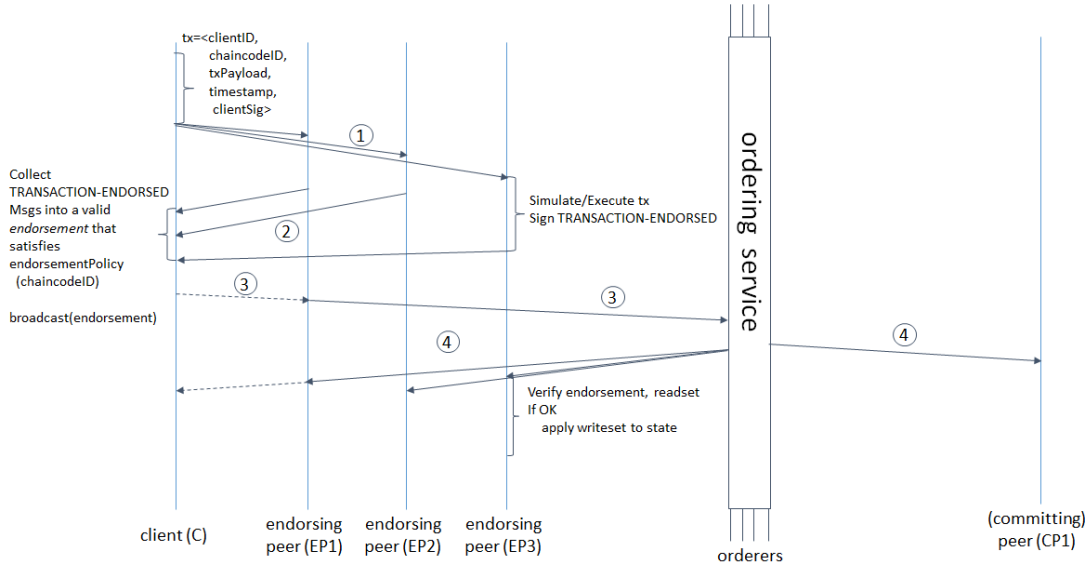 tx=<clientID,
chaincodeID,
txPayload,
timestamp,
clientSig>
1
Collect
TRANSACTION-ENDORSED
Msgs into a valid
endorsement that
satisfies
endorsementPolicy
(chaincodeID)
2
Simulate/Execute tx
Sign TRANSACTION-ENDORSED
ordering service
3
3
broadcast(endorsement)
4
4
Verify endorsement, readset
If OK
apply writeset to state
client (C)
endorsing
peer (EP1)
endorsing
peer (EP2)
endorsing
peer (EP3)
orderers
(committing)
peer (CP1)